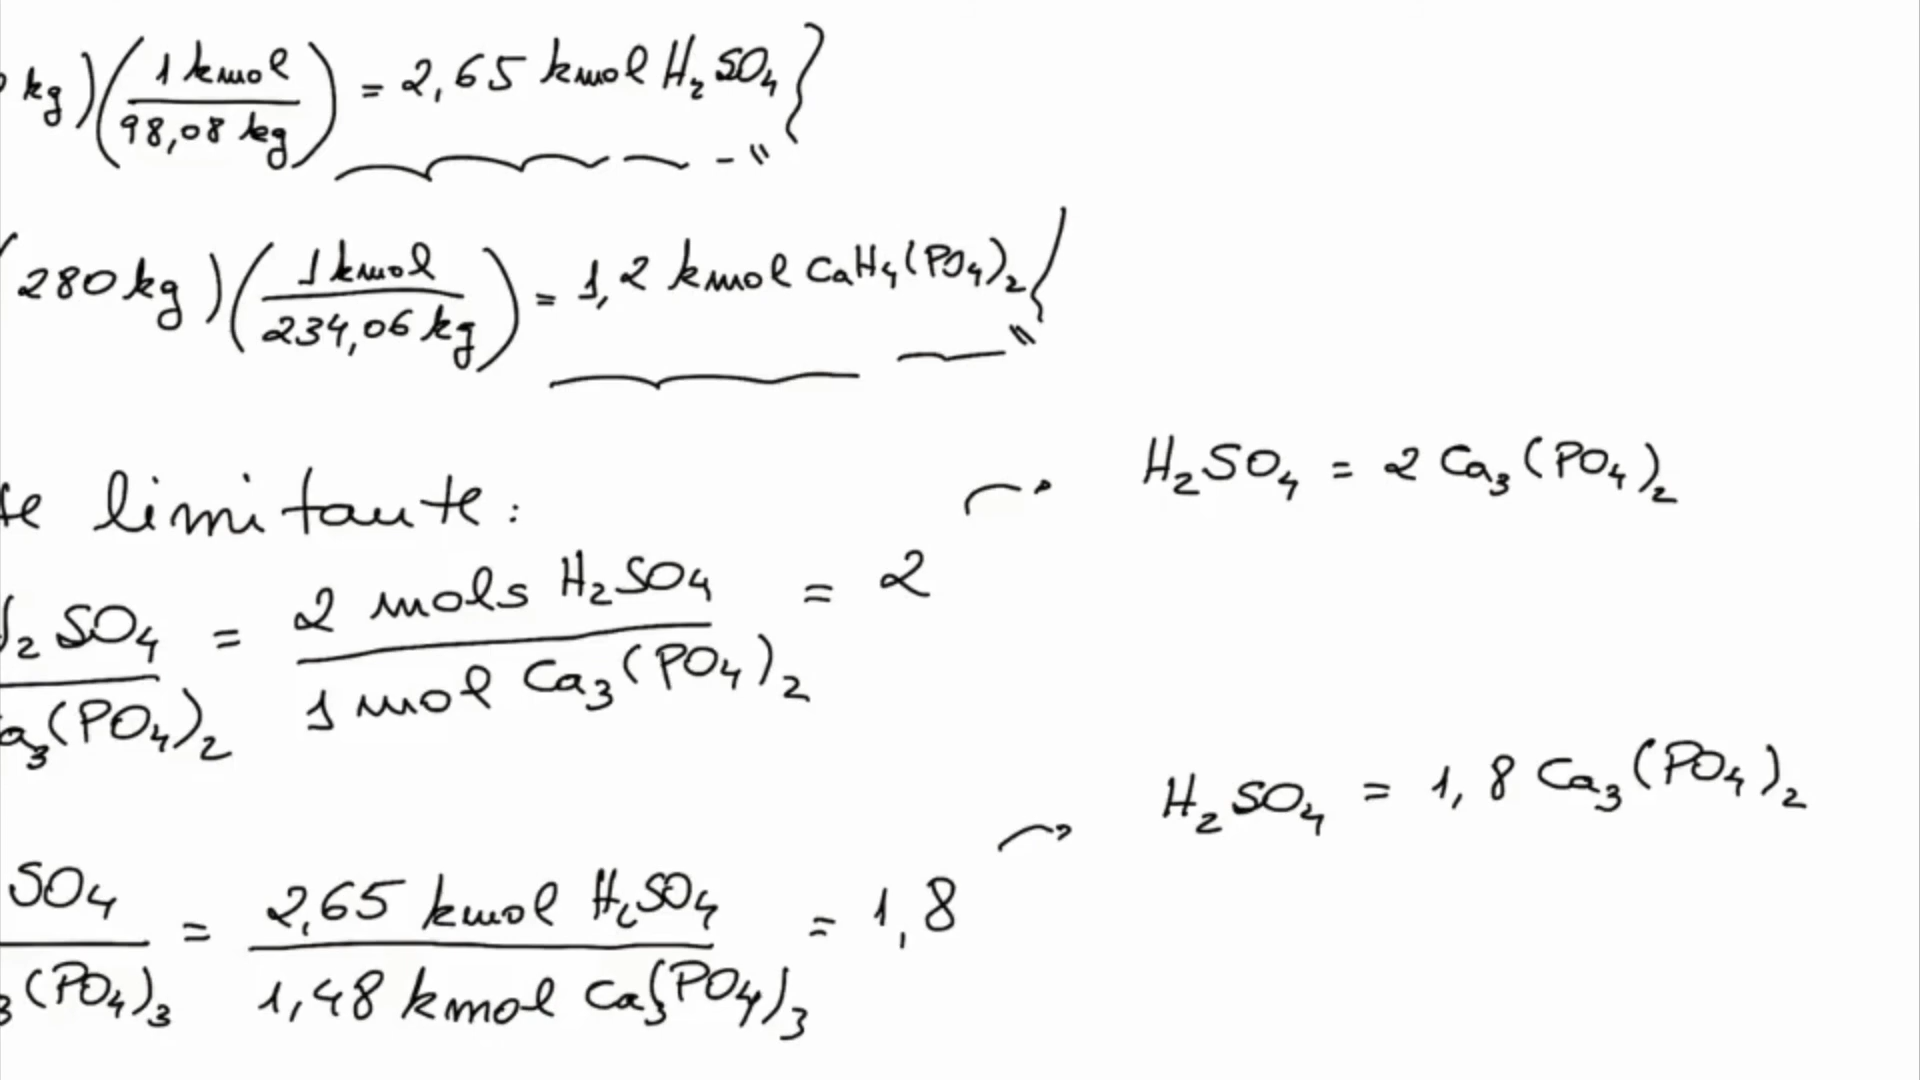 kg) (1 kmol / 98,08 kg) = 2,65 kmol H₂SO₄
(280 kg) (1 kmol / 234,06 kg) = 1,2 kmol CaH₄(PO₄)₂
te limitante:
H₂SO₄ = 2 Ca₃(PO₄)₂
₂SO₄ / a₃(PO₄)₂ = 2 mols H₂SO₄ / 1 mol Ca₃(PO₄)₂ = 2
H₂SO₄ = 1,8 Ca₃(PO₄)₂
SO₄ / ₃(PO₄)₃ = 2,65 kmol H₂SO₄ / 1,48 kmol Ca₃(PO₄)₃ = 1,8